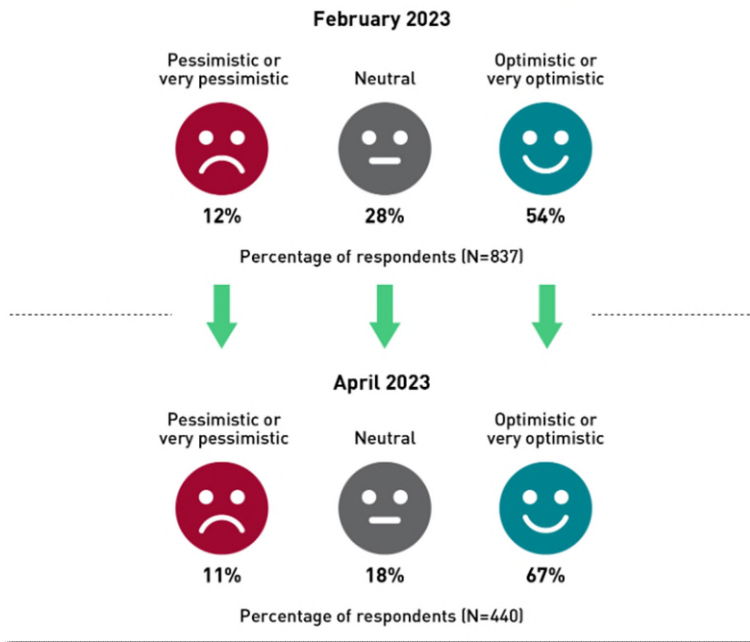 February 2023
Pessimistic or
very pessimistic
Neutral
Optimistic or
very optimistic
12%
28%
54%
Percentage of respondents (N=837)
April 2023
Pessimistic or
very pessimistic
Neutral
Optimistic or
very optimistic
11%
18%
67%
Percentage of respondents (N=440)